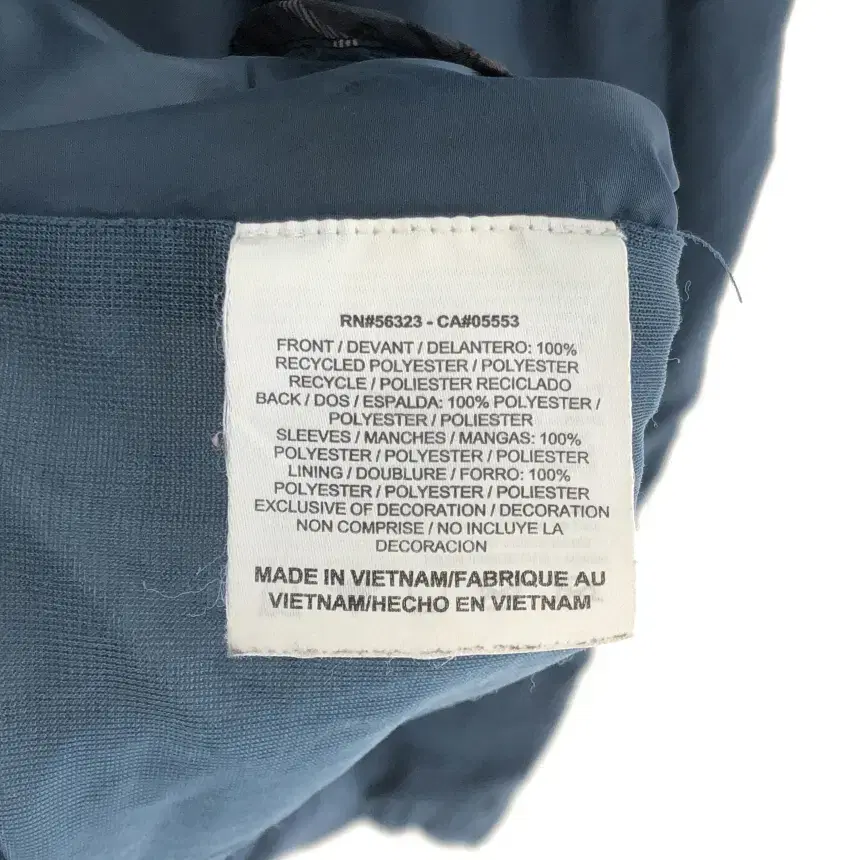 RN#56323 - CA#05553
FRONT / DEVANT / DELANTERO: 100%
RECYCLED POLYESTER / POLYESTER
RECYCLE / POLIESTER RECICLADO
BACK / DOS / ESPALDA: 100% POLYESTER /
POLYESTER / POLIESTER
SLEEVES / MANCHES / MANGAS: 100%
POLYESTER / POLYESTER / POLIESTER
LINING / DOUBLURE / FORRO: 100%
POLYESTER / POLYESTER / POLIESTER
EXCLUSIVE OF DECORATION / DECORATION
NON COMPRISE / NO INCLUYE LA
DECORACION
MADE IN VIETNAM/FABRIQUE AU
VIETNAM/HECHO EN VIETNAM